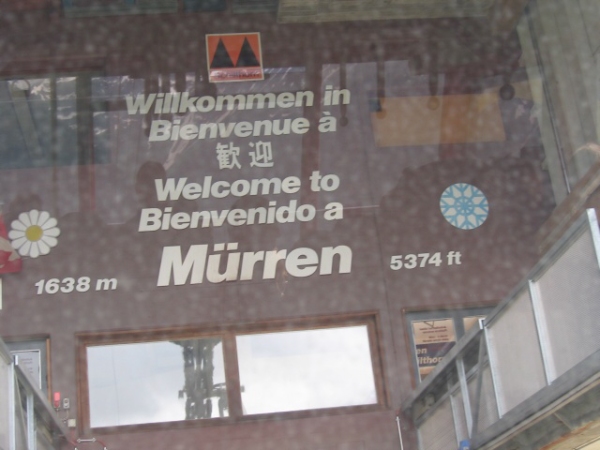 Willkommen in
Bienvenue à
歓迎
Welcome to
Bienvenido a
Mürren
1638 m
5374 ft